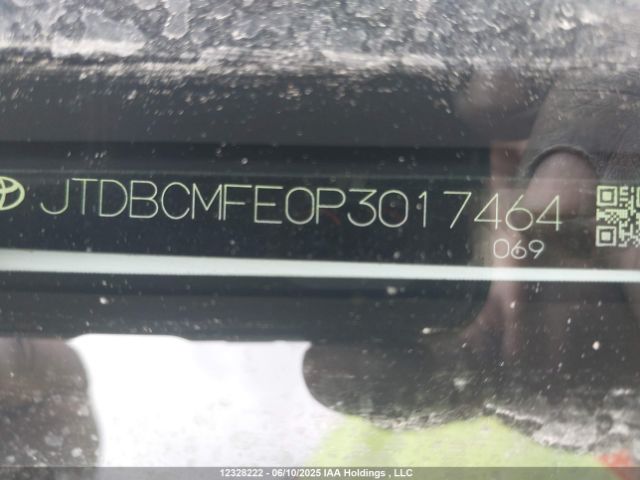 JTDBCMFE0P3017464
069
12328222 - 06/10/2025 IAA Holdings , LLC